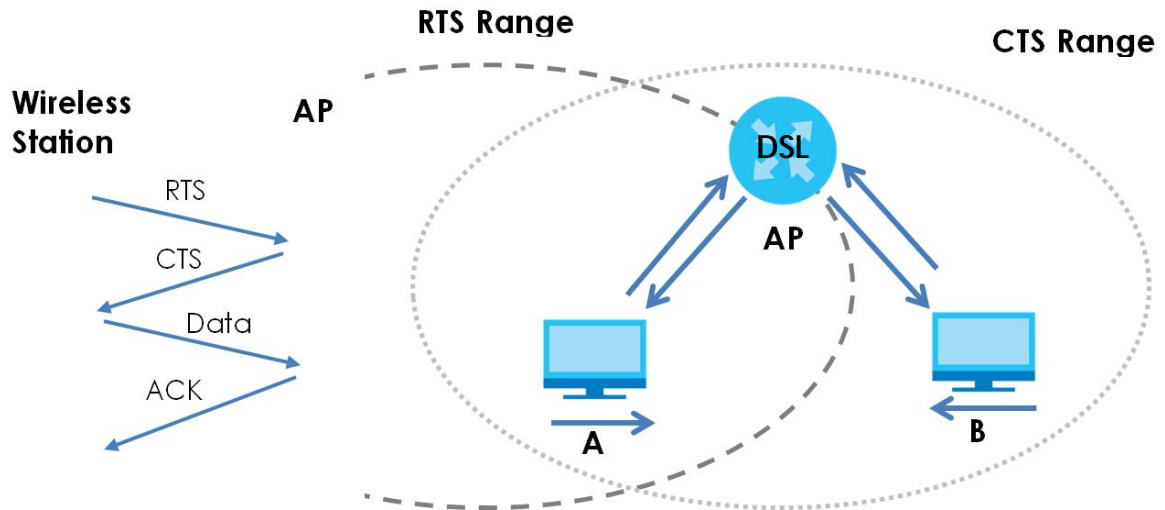 RTS Range
CTS Range
Wireless
Station
AP
RTS
CTS
Data
ACK
DSL
AP
A
B